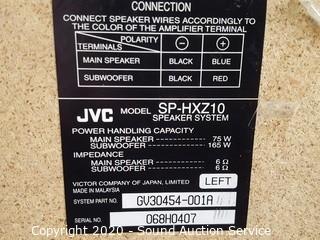 CONNECTION
CONNECT SPEAKER WIRES ACCORDINGLY TO
THE COLOR OF THE AMPLIFIER TERMINAL
POLARITY − +
TERMINALS
MAIN SPEAKER BLACK BLUE
SUBWOOFER BLACK RED
JVC MODEL SP-HXZ10
SPEAKER SYSTEM
POWER HANDLING CAPACITY
MAIN SPEAKER 75 W
SUBWOOFER 165 W
IMPEDANCE
MAIN SPEAKER 6 Ω
SUBWOOFER 6 Ω
VICTOR COMPANY OF JAPAN, LIMITED LEFT
MADE IN MALAYSIA
SYSTEM PART NO. GV30454-001A
SERIAL NO. 068H0407
Copyright 2020 - Auction Ohio